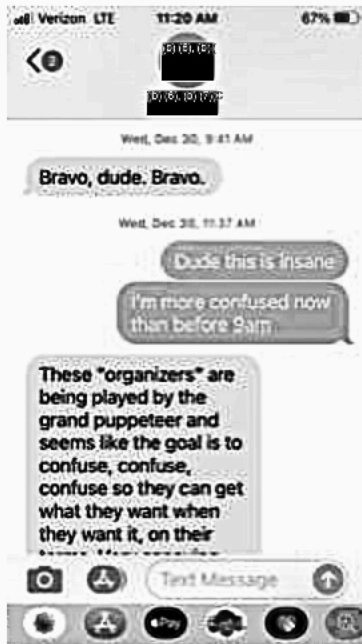 Verizon LTE 11:20 AM 67%
Wed, Dec 30, 9:41 AM
Bravo, dude. Bravo.
Wed, Dec 30, 11:37 AM
Dude this is insane
I'm more confused now
than before 9am
These "organizers" are
being played by the
grand puppeteer and
seems like the goal is to
confuse, confuse,
confuse so they can get
what they want when
they want it, on their
Text Message
Pay